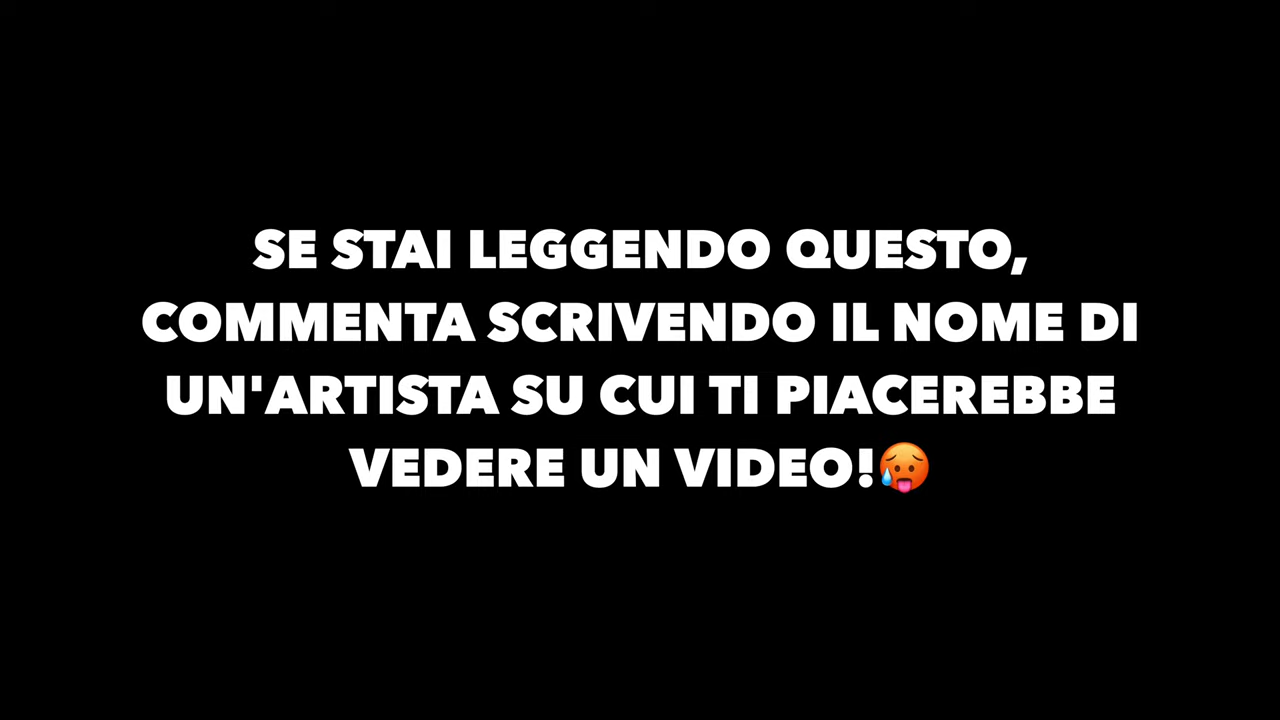 SE STAI LEGGENDO QUESTO,
COMMENTA SCRIVENDO IL NOME DI
UN'ARTISTA SU CUI TI PIACEREBBE
VEDERE UN VIDEO!🥵